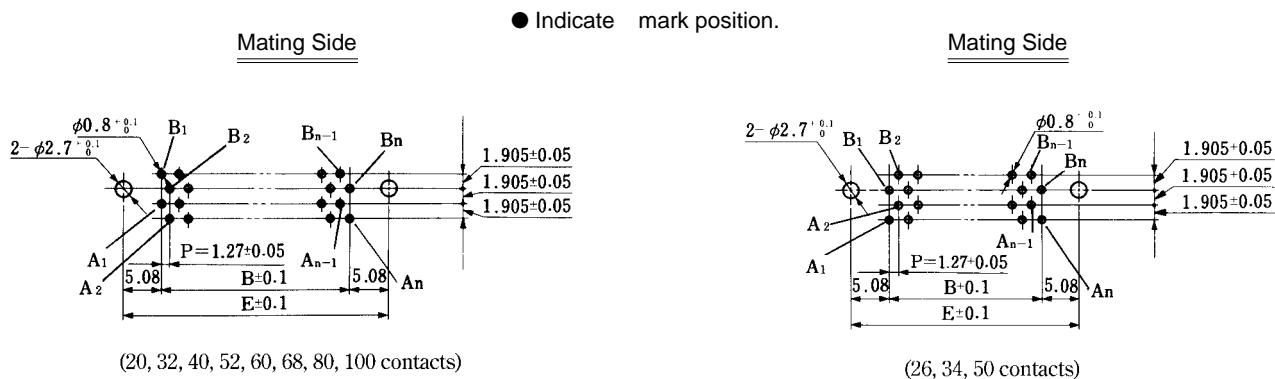 ● Indicate mark position.
Mating Side
φ0.8 +0.1 0
B1
B2
Bn-1
Bn
2-φ2.7 +0.1 0
1.905±0.05
1.905±0.05
1.905±0.05
A1
A2
P=1.27±0.05
An-1
An
5.08
B±0.1
5.08
E±0.1
(20, 32, 40, 52, 60, 68, 80, 100 contacts)
Mating Side
2-φ2.7 +0.1 0
B1
B2
φ0.8 +0.1 0
Bn-1
Bn
1.905±0.05
1.905±0.05
1.905±0.05
A2
A1
An-1
P=1.27+0.05
An
5.08
B+0.1
5.08
E±0.1
(26, 34, 50 contacts)